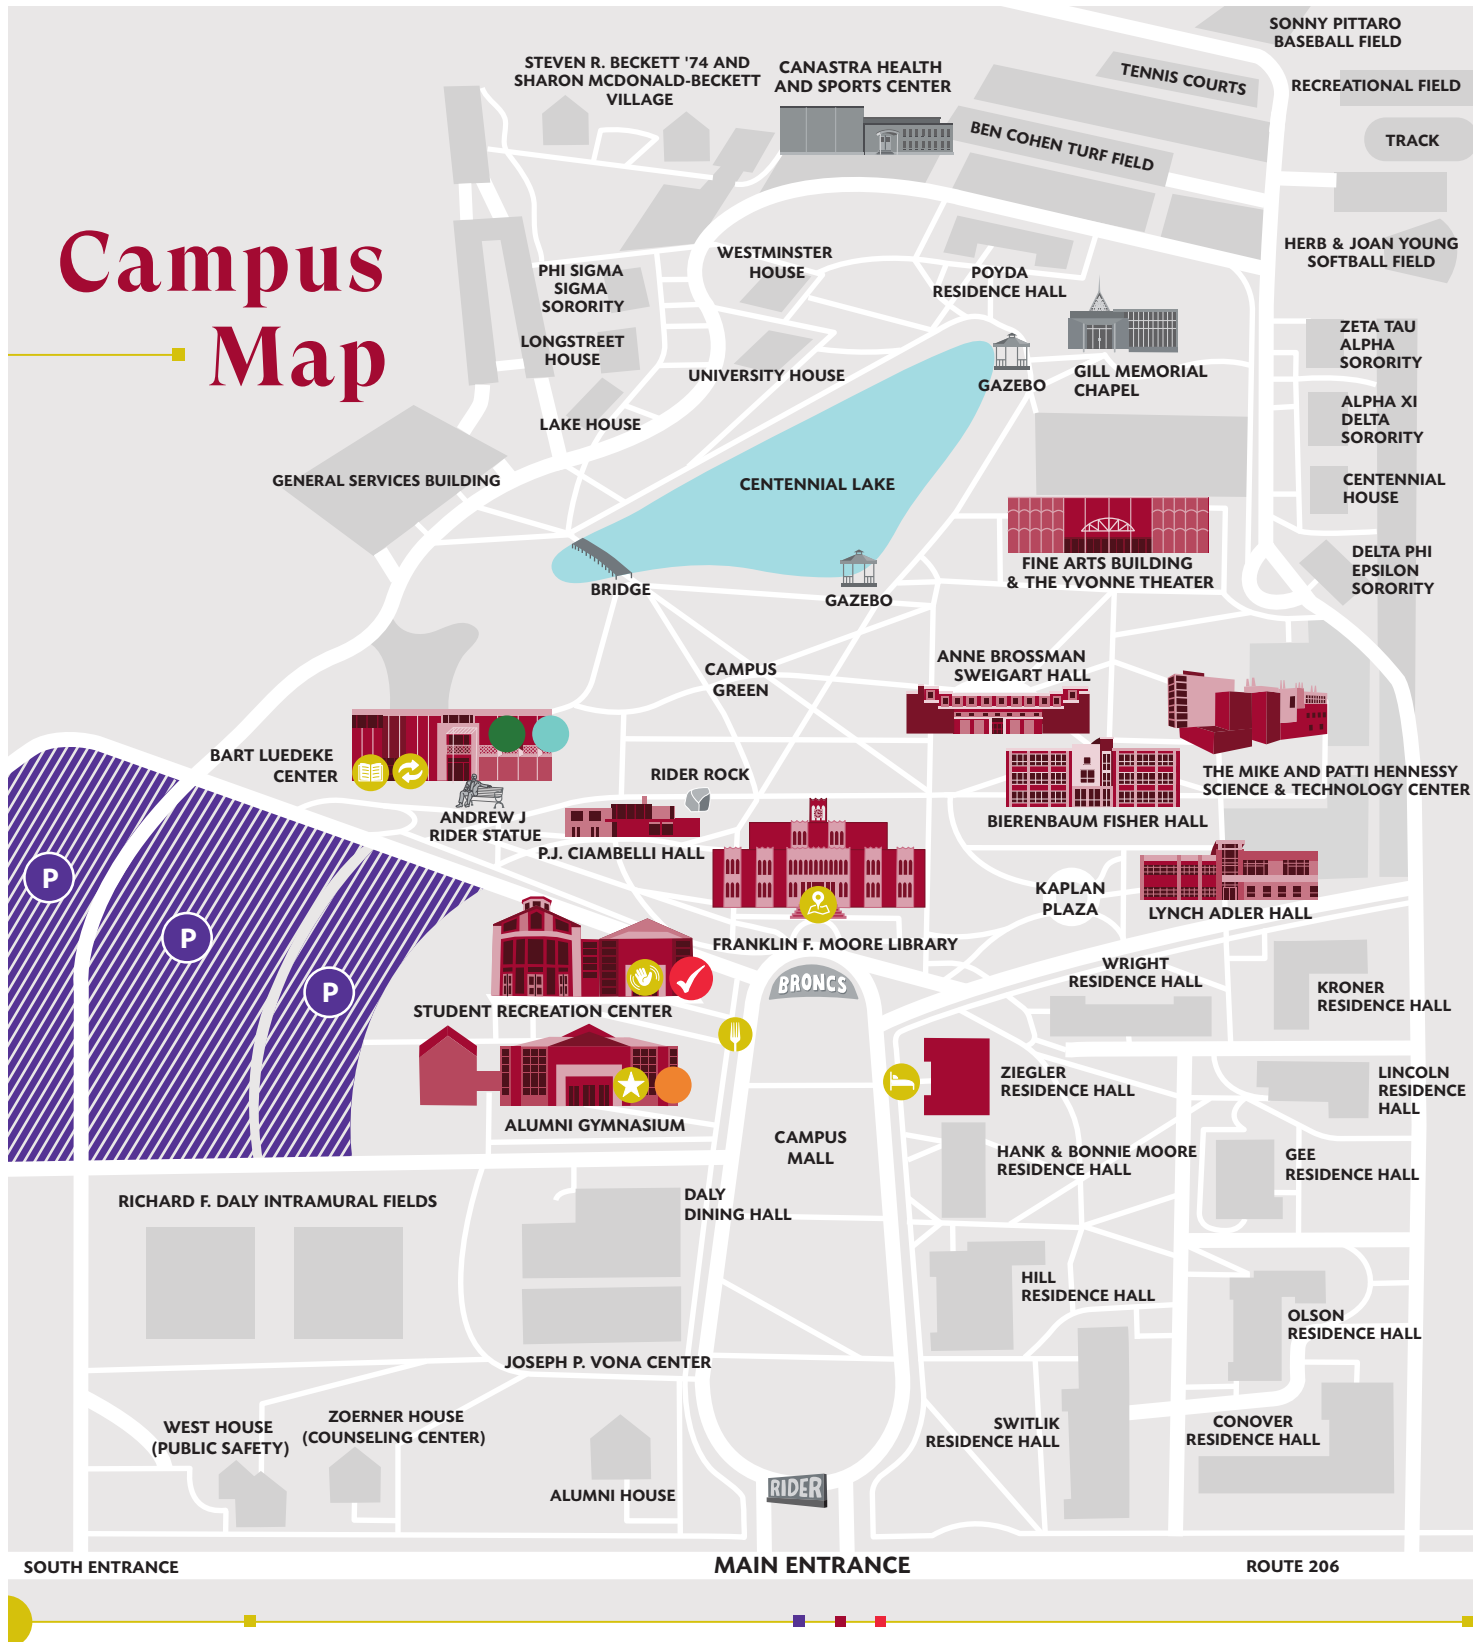 SONNY PITTARO
BASEBALL FIELD
STEVEN R. BECKETT '74 AND
SHARON MCDONALD-BECKETT
VILLAGE
CANASTRA HEALTH
AND SPORTS CENTER
TENNIS COURTS
RECREATIONAL FIELD
BEN COHEN TURF FIELD
TRACK
Campus
Map
WESTMINSTER
HOUSE
HERB & JOAN YOUNG
SOFTBALL FIELD
PHI SIGMA
SIGMA
SORORITY
POYDA
RESIDENCE HALL
LONGSTREET
HOUSE
ZETA TAU
ALPHA
SORORITY
UNIVERSITY HOUSE
GAZEBO
GILL MEMORIAL
CHAPEL
ALPHA XI
DELTA
SORORITY
LAKE HOUSE
GENERAL SERVICES BUILDING
CENTENNIAL LAKE
CENTENNIAL
HOUSE
FINE ARTS BUILDING
& THE YVONNE THEATER
DELTA PHI
EPSILON
SORORITY
BRIDGE
GAZEBO
CAMPUS
GREEN
ANNE BROSSMAN
SWEIGART HALL
BART LUEDEKE
CENTER
RIDER ROCK
THE MIKE AND PATTI HENNESSY
SCIENCE & TECHNOLOGY CENTER
ANDREW J
RIDER STATUE
BIERENBAUM FISHER HALL
P.J. CIAMBELLI HALL
P
P
P
KAPLAN
PLAZA
LYNCH ADLER HALL
FRANKLIN F. MOORE LIBRARY
WRIGHT
RESIDENCE HALL
BRONCS
KRONER
RESIDENCE HALL
STUDENT RECREATION CENTER
ZIEGLER
RESIDENCE HALL
LINCOLN
RESIDENCE
HALL
ALUMNI GYMNASIUM
CAMPUS
MALL
HANK & BONNIE MOORE
RESIDENCE HALL
GEE
RESIDENCE HALL
RICHARD F. DALY INTRAMURAL FIELDS
DALY
DINING HALL
HILL
RESIDENCE HALL
OLSON
RESIDENCE HALL
JOSEPH P. VONA CENTER
WEST HOUSE
(PUBLIC SAFETY)
ZOERNER HOUSE
(COUNSELING CENTER)
SWITLIK
RESIDENCE HALL
CONOVER
RESIDENCE HALL
ALUMNI HOUSE
RIDER
SOUTH ENTRANCE
MAIN ENTRANCE
ROUTE 206